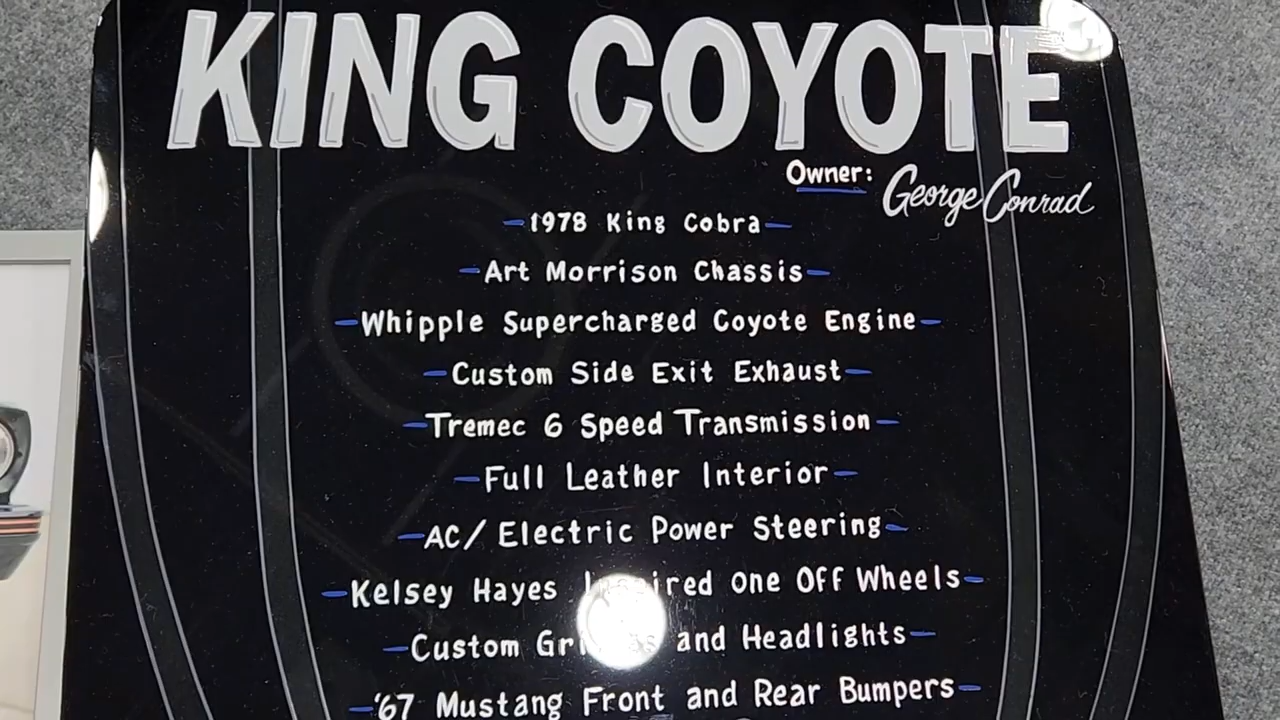 KING COYOTE
Owner: George Conrad
-1978 King Cobra-
-Art Morrison Chassis-
-Whipple Supercharged Coyote Engine-
-Custom Side Exit Exhaust-
-Tremec 6 Speed Transmission-
-Full Leather Interior-
-AC/Electric Power Steering-
-Kelsey Hayes Inspired One Off Wheels-
-Custom and Headlights-
-'67 Mustang Front and Rear Bumpers-